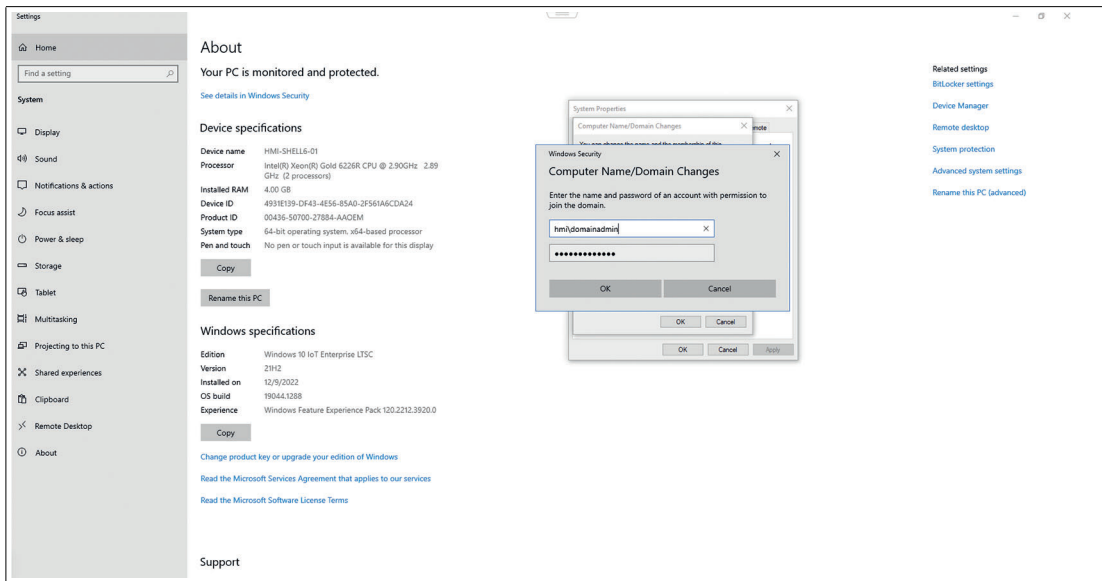 Settings
Home
Find a setting
System
Display
Sound
Notifications & actions
Focus assist
Power & sleep
Storage
Tablet
Multitasking
Projecting to this PC
Shared experiences
Clipboard
Remote Desktop
About
About
Your PC is monitored and protected.
See details in Windows Security
Device specifications
Device name HMI-SHELL6-01
Processor Intel(R) Xeon(R) Gold 6226R CPU @ 2.90GHz 2.89
GHz (2 processors)
Installed RAM 4.00 GB
Device ID 4931E139-DF43-4E56-85A0-2F561A6CDA24
Product ID 00436-50700-27884-AAOEM
System type 64-bit operating system, x64-based processor
Pen and touch No pen or touch input is available for this display
Copy
Rename this PC
Windows specifications
Edition Windows 10 IoT Enterprise LTSC
Version 21H2
Installed on 12/9/2022
OS build 19044.1288
Experience Windows Feature Experience Pack 120.2212.3920.0
Copy
Change product key or upgrade your edition of Windows
Read the Microsoft Services Agreement that applies to our services
Read the Microsoft Software License Terms
Support
System Properties
Computer Name/Domain Changes
mote
Windows Security
Computer Name/Domain Changes
Enter the name and password of an account with permission to
join the domain.
hmi\domainadmin
OK Cancel
OK Cancel
OK Cancel Apply
Related settings
BitLocker settings
Device Manager
Remote desktop
System protection
Advanced system settings
Rename this PC (advanced)